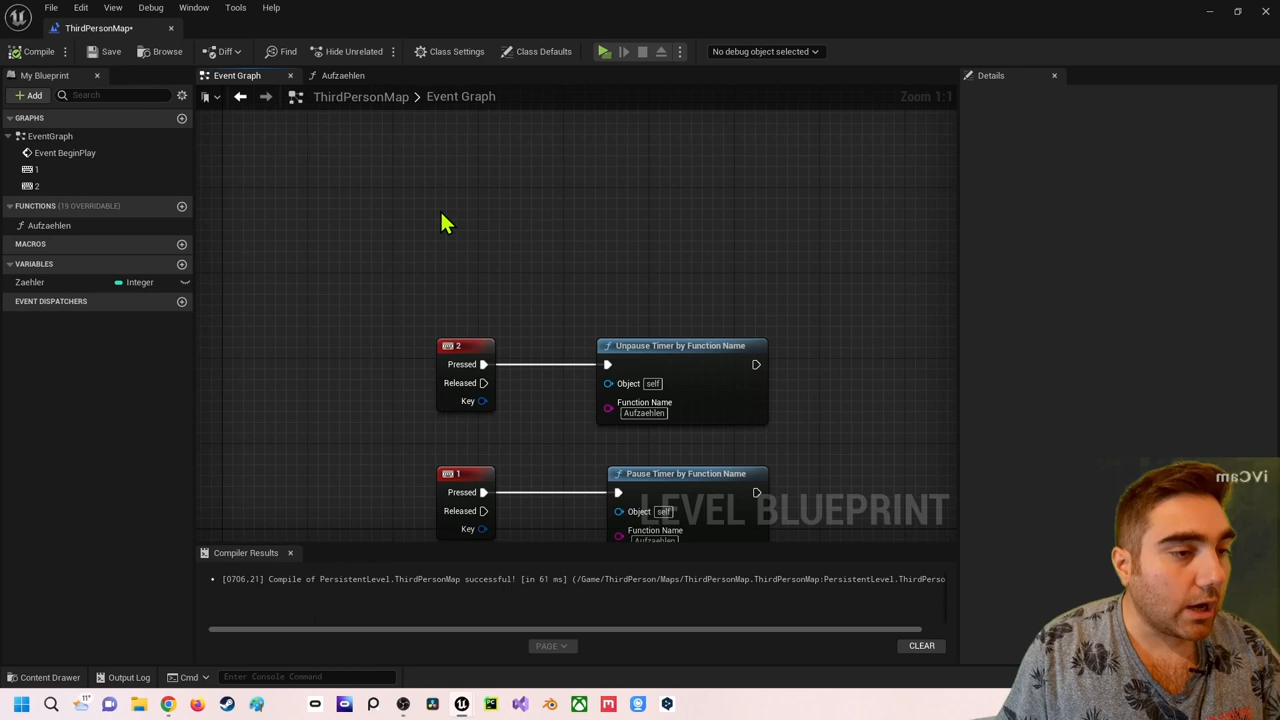 File Edit View Debug Window Tools Help
ThirdPersonMap•
Compile Save Browse Diff Find Hide Unrelated Class Settings Class Defaults No debug object selected
My Blueprint Event Graph Aufzaehlen Details
Add Search ThirdPersonMap > Event Graph Zoom 1:1
GRAPHS
EventGraph
Event BeginPlay
1
2
FUNCTIONS (19 OVERRIDABLE)
Aufzaehlen
MACROS
VARIABLES
Zaehler Integer
EVENT DISPATCHERS
2
Pressed
Released
Key
Unpause Timer by Function Name
Object self
Function Name
Aufzaehlen
1
Pressed
Released
Key
Pause Timer by Function Name
Object self
Function Name
Aufzaehlen
LEVEL BLUEPRINT
iVCam
Compiler Results
[0706,21] Compile of PersistentLevel.ThirdPersonMap successful! [in 61 ms] (/Game/ThirdPerson/Maps/ThirdPersonMap.ThirdPersonMap:PersistentLevel.ThirdPerso
PAGE CLEAR
Content Drawer Output Log Cmd Enter Console Command
11°